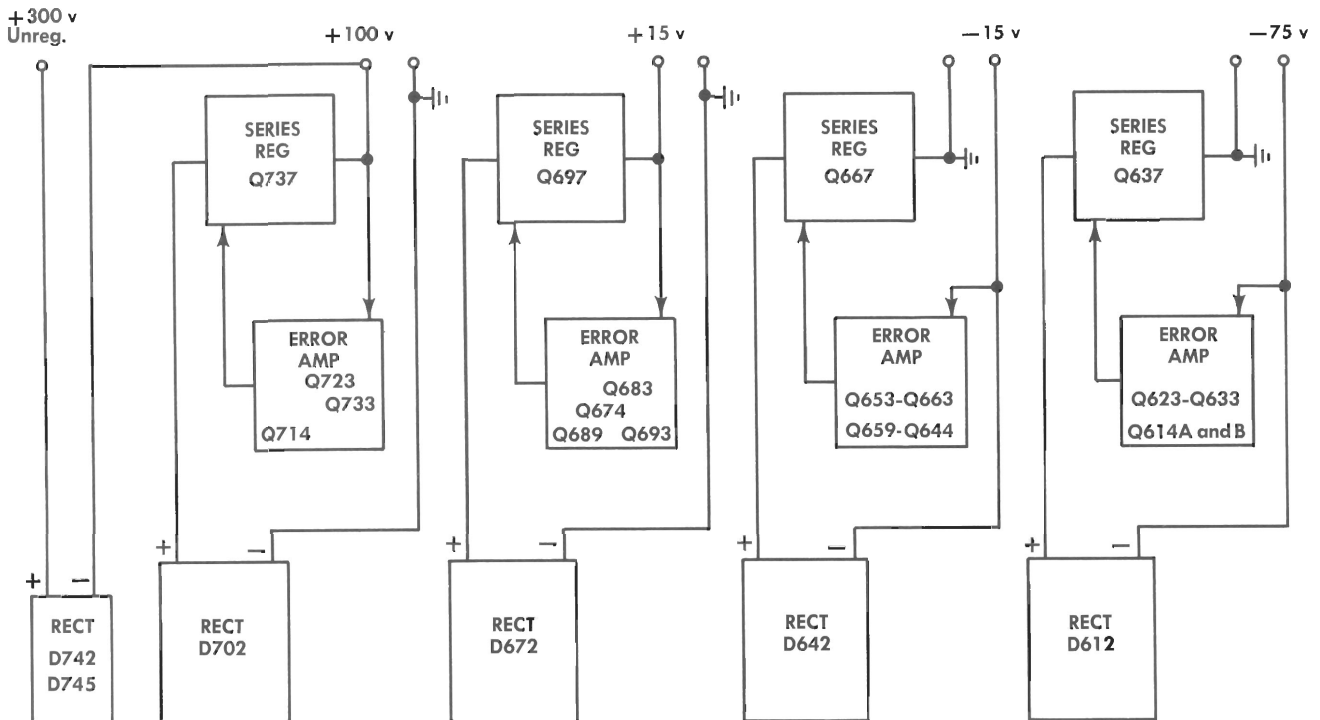 +300 v
Unreg.
+100 v
+15 v
−15 v
−75 v
SERIES
REG
Q737
SERIES
REG
Q697
SERIES
REG
Q667
SERIES
REG
Q637
ERROR
AMP
Q723
Q733
Q714
ERROR
AMP
Q683
Q674
Q689 Q693
ERROR
AMP
Q653-Q663
Q659-Q644
ERROR
AMP
Q623-Q633
Q614A and B
+ −
+ −
+ −
+ −
+ −
RECT
D742
D745
RECT
D702
RECT
D672
RECT
D642
RECT
D612